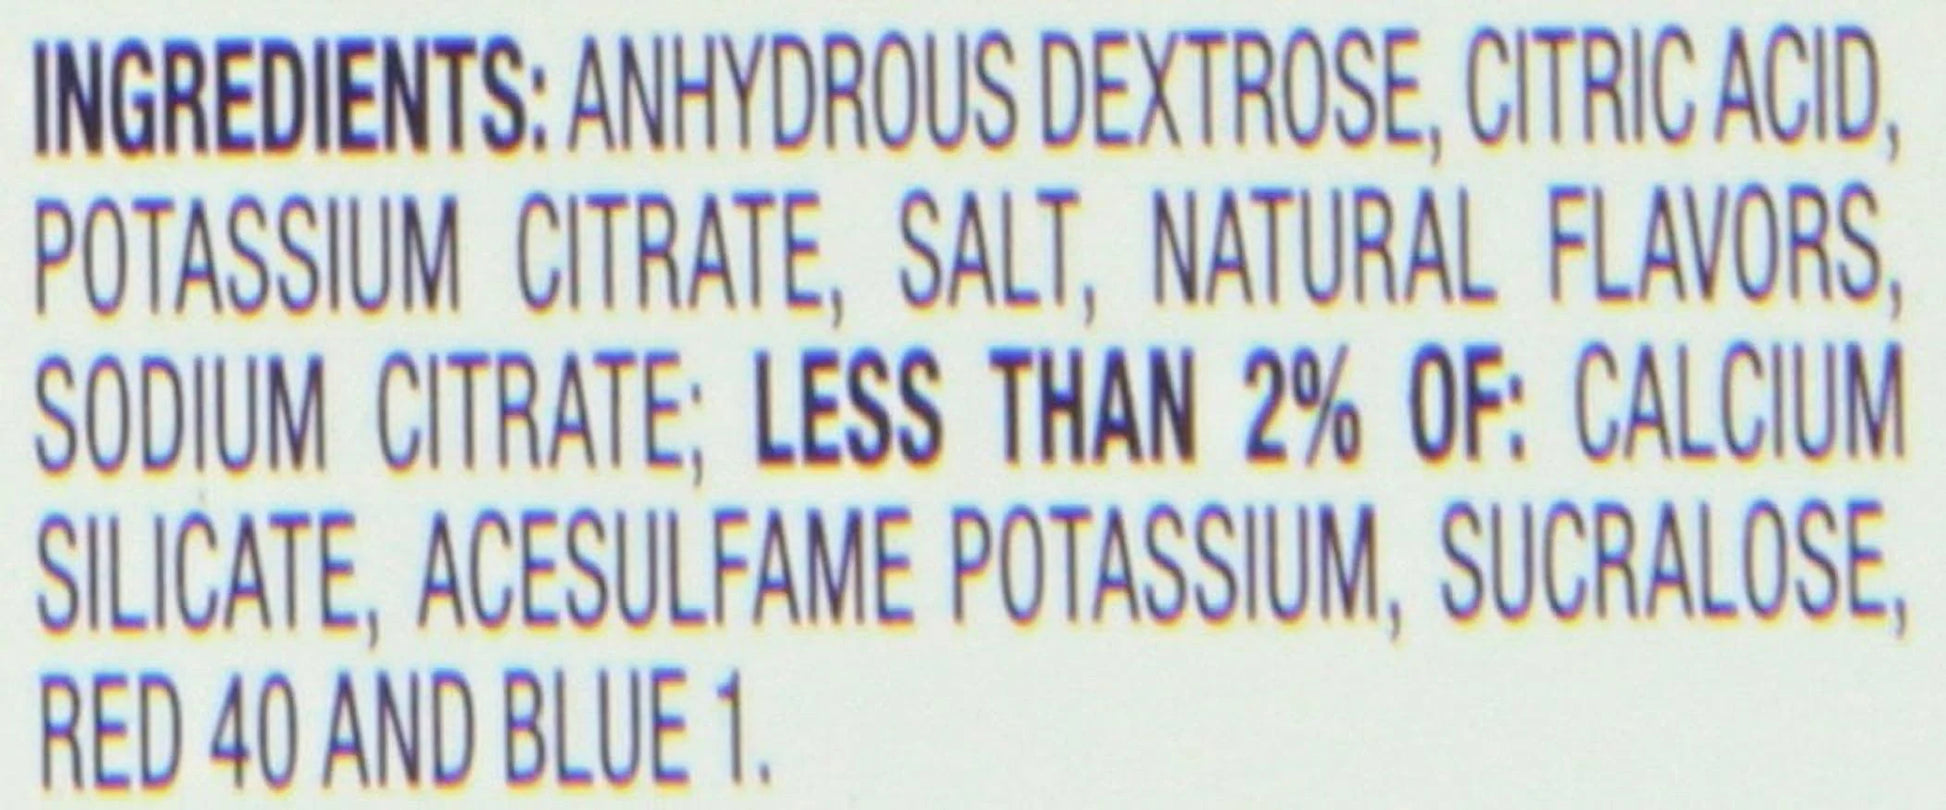 INGREDIENTS: ANHYDROUS DEXTROSE, CITRIC ACID,
POTASSIUM CITRATE, SALT, NATURAL FLAVORS,
SODIUM CITRATE; LESS THAN 2% OF: CALCIUM
SILICATE, ACESULFAME POTASSIUM, SUCRALOSE,
RED 40 AND BLUE 1.